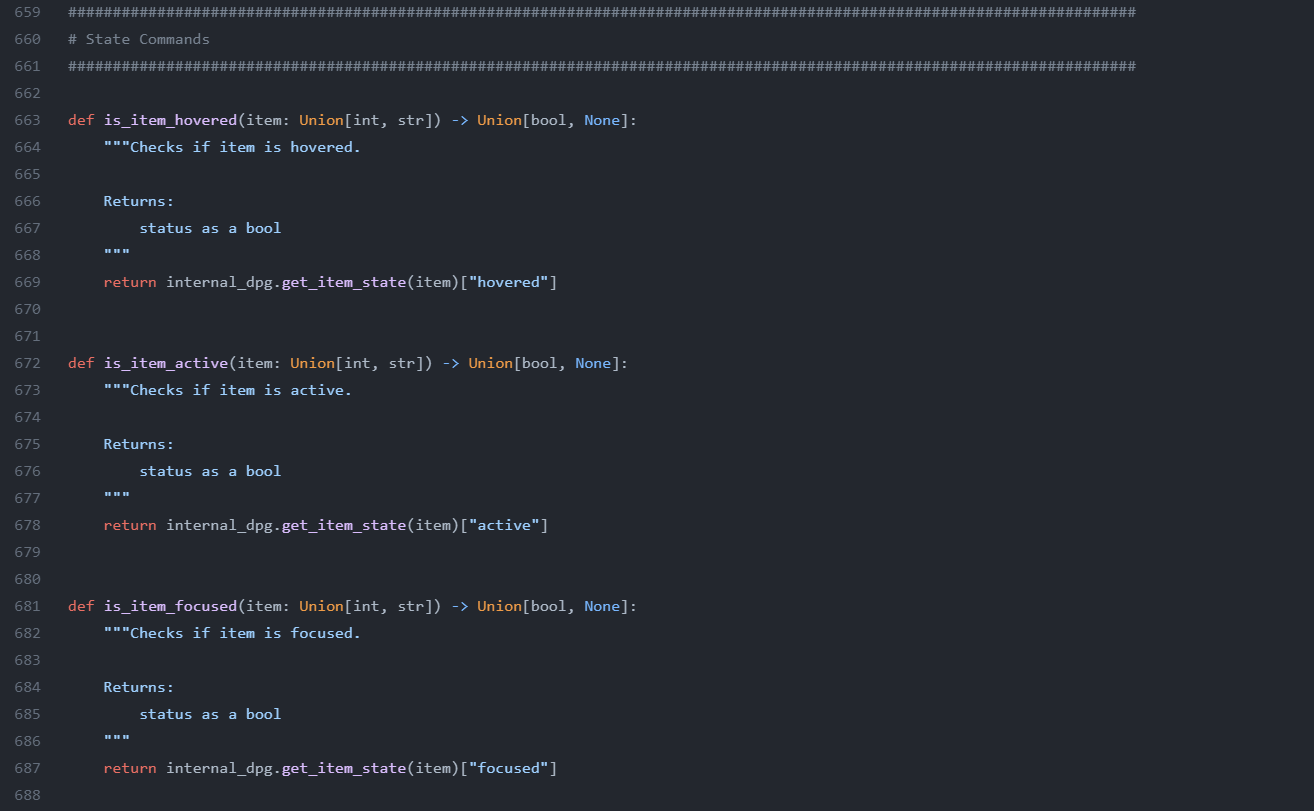 659 ########################################################################################################################
660 # State Commands
661 ########################################################################################################################
662
663 def is_item_hovered(item: Union[int, str]) -> Union[bool, None]:
664     """Checks if item is hovered.
665
666     Returns:
667         status as a bool
668     """
669     return internal_dpg.get_item_state(item)["hovered"]
670
671
672 def is_item_active(item: Union[int, str]) -> Union[bool, None]:
673     """Checks if item is active.
674
675     Returns:
676         status as a bool
677     """
678     return internal_dpg.get_item_state(item)["active"]
679
680
681 def is_item_focused(item: Union[int, str]) -> Union[bool, None]:
682     """Checks if item is focused.
683
684     Returns:
685         status as a bool
686     """
687     return internal_dpg.get_item_state(item)["focused"]
688